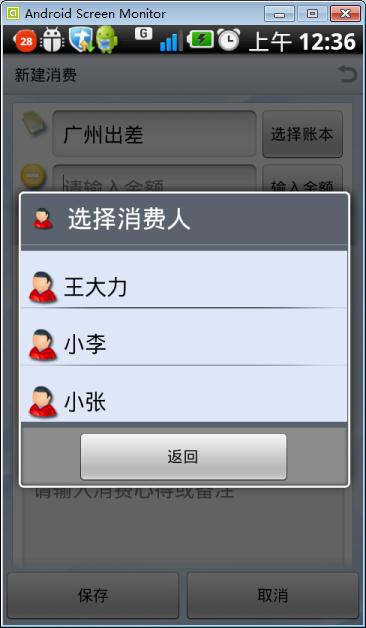 Android Screen Monitor
28
G
上午 12:36
新建消费
广州出差
选择账本
请输入金额
输入金额
选择消费人
王大力
小李
小张
返回
请输入消费心得或备注
保存
取消